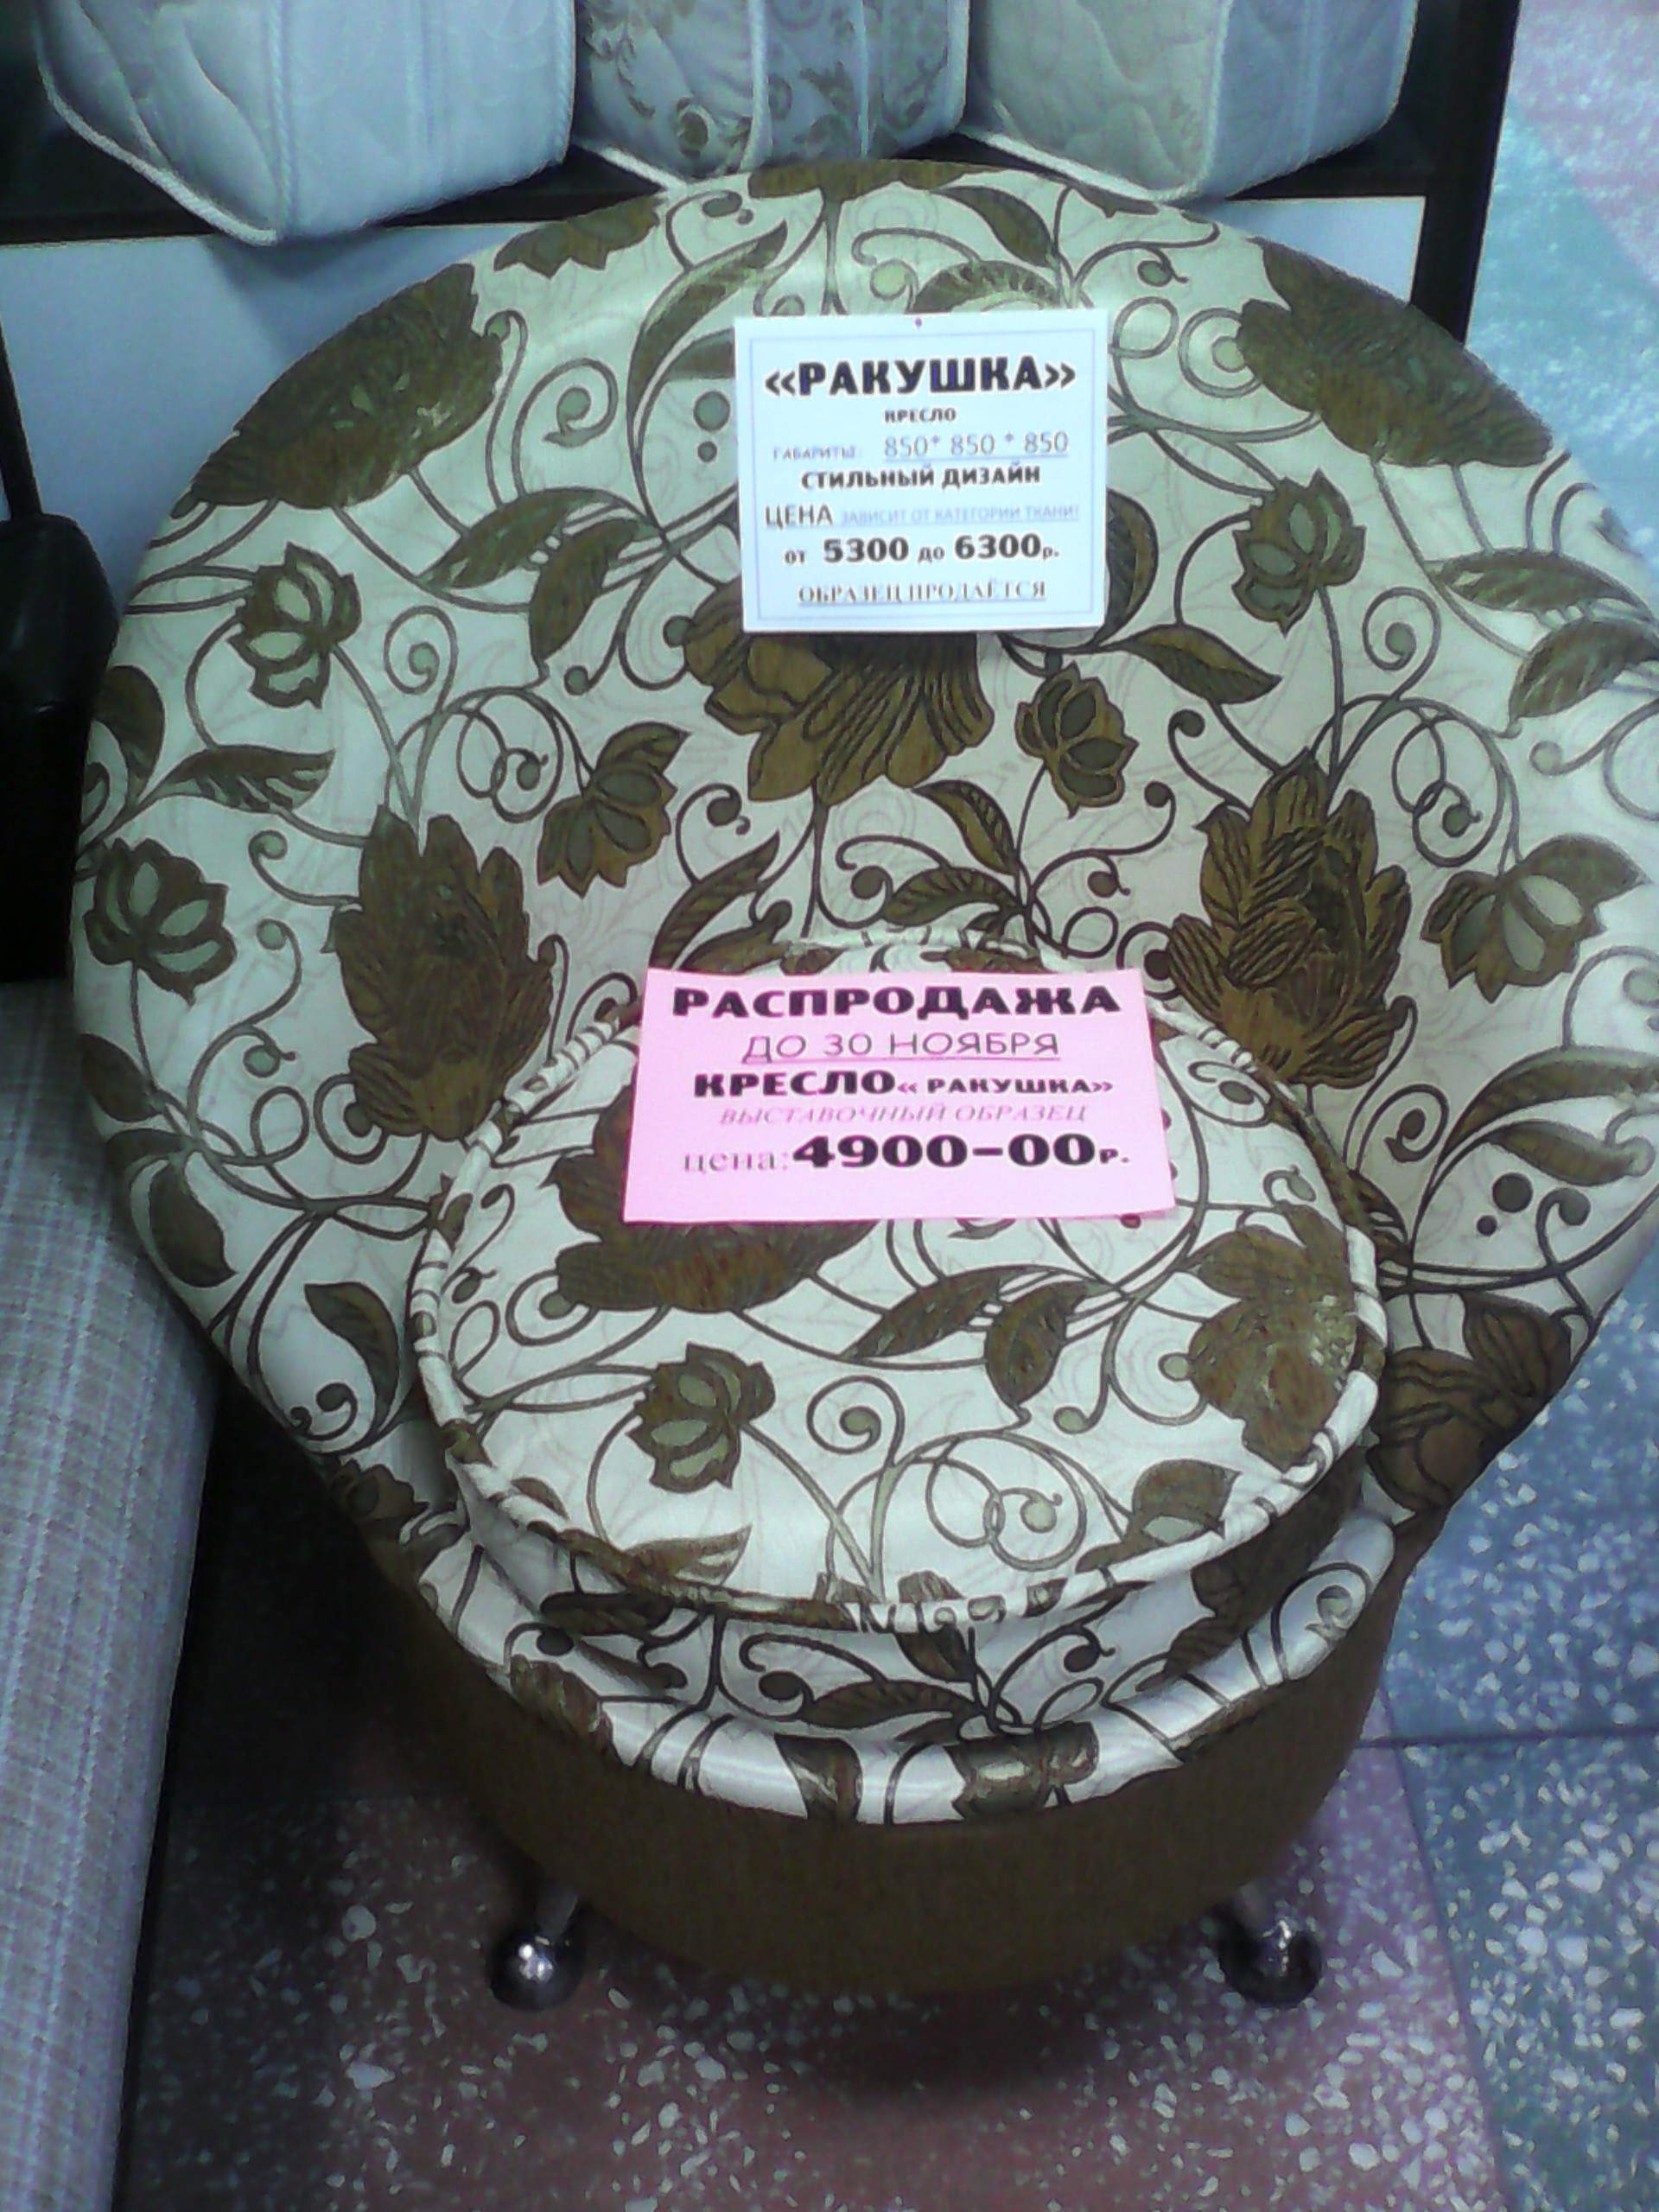 «РАКУШКА»
КРЕСЛО
ГАБАРИТЫ: 850* 850 * 850
СТИЛЬНЫЙ ДИЗАЙН
ЦЕНА ЗАВИСИТ ОТ КАТЕГОРИИ ТКАНИ!
от 5300 до 6300р.
ОБРАЗЕЦ ПРОДАЁТСЯ
РАСПРОДАЖА
ДО 30 НОЯБРЯ
КРЕСЛО« РАКУШКА»
ВЫСТАВОЧНЫЙ ОБРАЗЕЦ
цена:4900-00р.